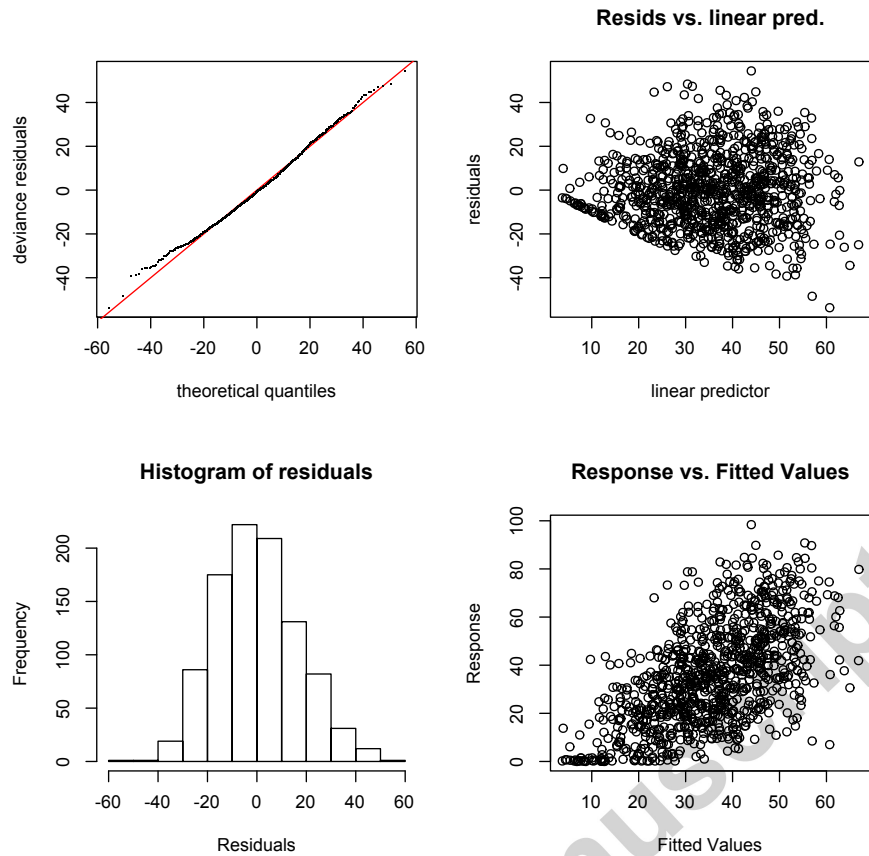 deviance residuals
40
20
0
-20
-40
-60 -40 -20 0 20 40 60
theoretical quantiles
Resids vs. linear pred.
residuals
40
20
0
-20
-40
10 20 30 40 50 60
linear predictor
Histogram of residuals
Frequency
200
150
100
50
0
-60 -40 -20 0 20 40 60
Residuals
Response vs. Fitted Values
Response
100
80
60
40
20
0
10 20 30 40 50 60
Fitted Values